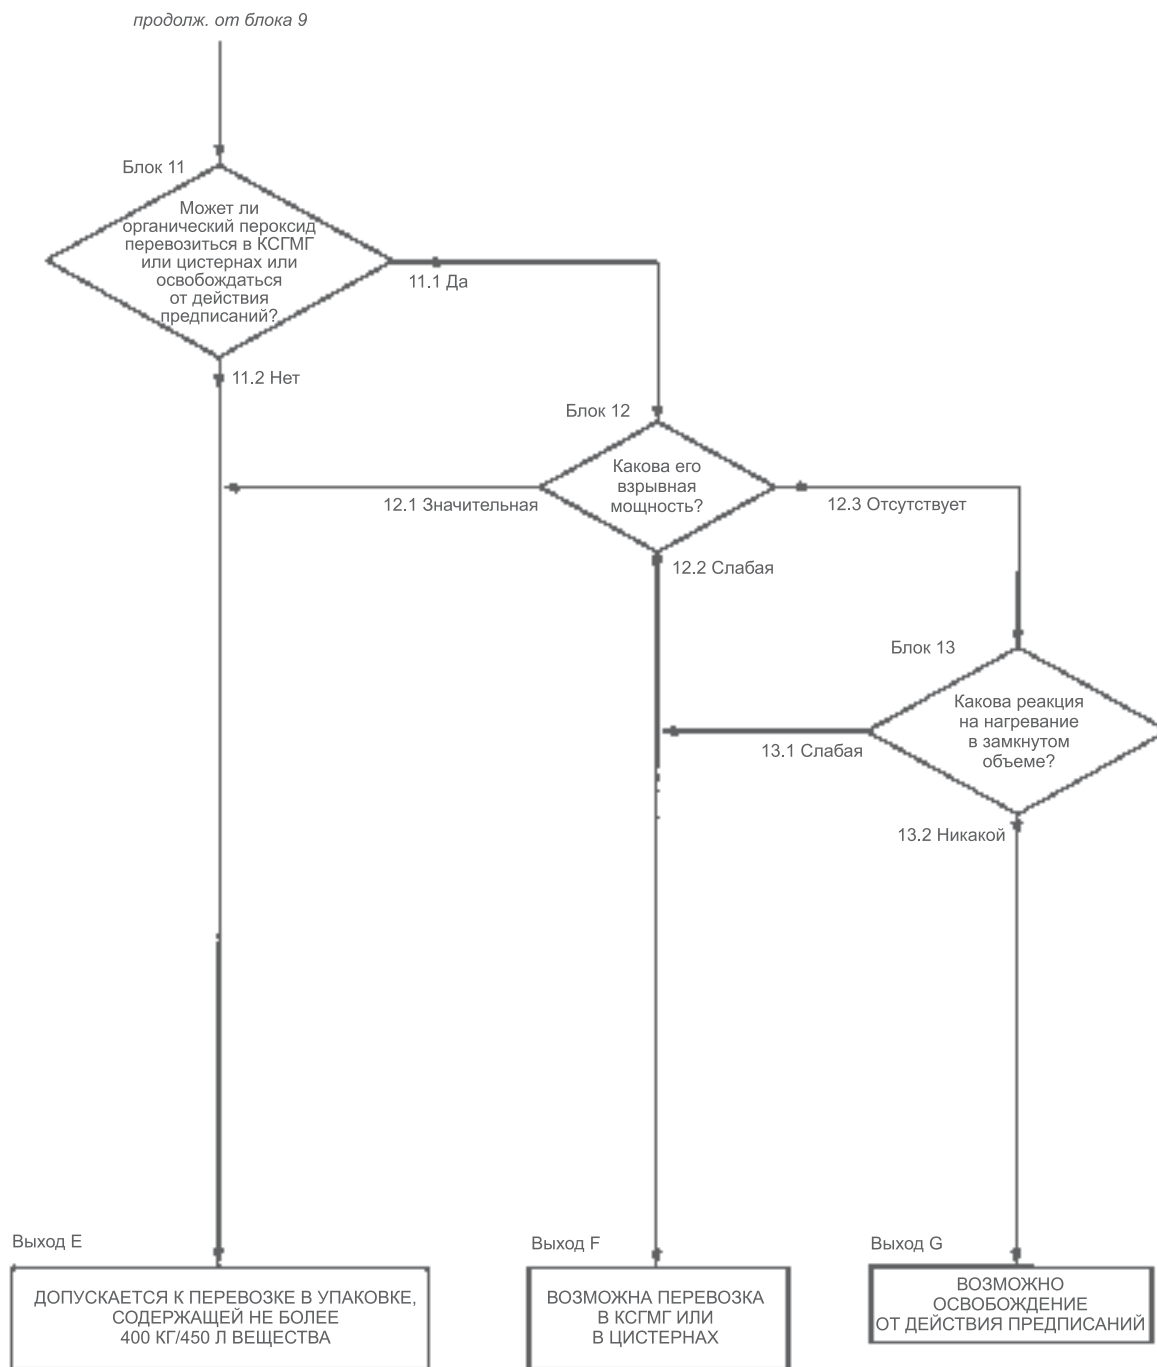 продолж. от блока 9
Блок 11
Может ли
органический пероксид
перевозиться в КСГМГ
или цистернах или
освобождаться
от действия
предписаний?
11.1 Да
11.2 Нет
Блок 12
Какова его
взрывная
мощность?
12.1 Значительная
12.3 Отсутствует
12.2 Слабая
Блок 13
Какова реакция
на нагревание
в замкнутом
объеме?
13.1 Слабая
13.2 Никакой
Выход E
ДОПУСКАЕТСЯ К ПЕРЕВОЗКЕ В УПАКОВКЕ,
СОДЕРЖАЩЕЙ НЕ БОЛЕЕ
400 КГ/450 Л ВЕЩЕСТВА
Выход F
ВОЗМОЖНА ПЕРЕВОЗКА
В КСГМГ ИЛИ
В ЦИСТЕРНАХ
Выход G
ВОЗМОЖНО
ОСВОБОЖДЕНИЕ
ОТ ДЕЙСТВИЯ ПРЕДПИСАНИЙ